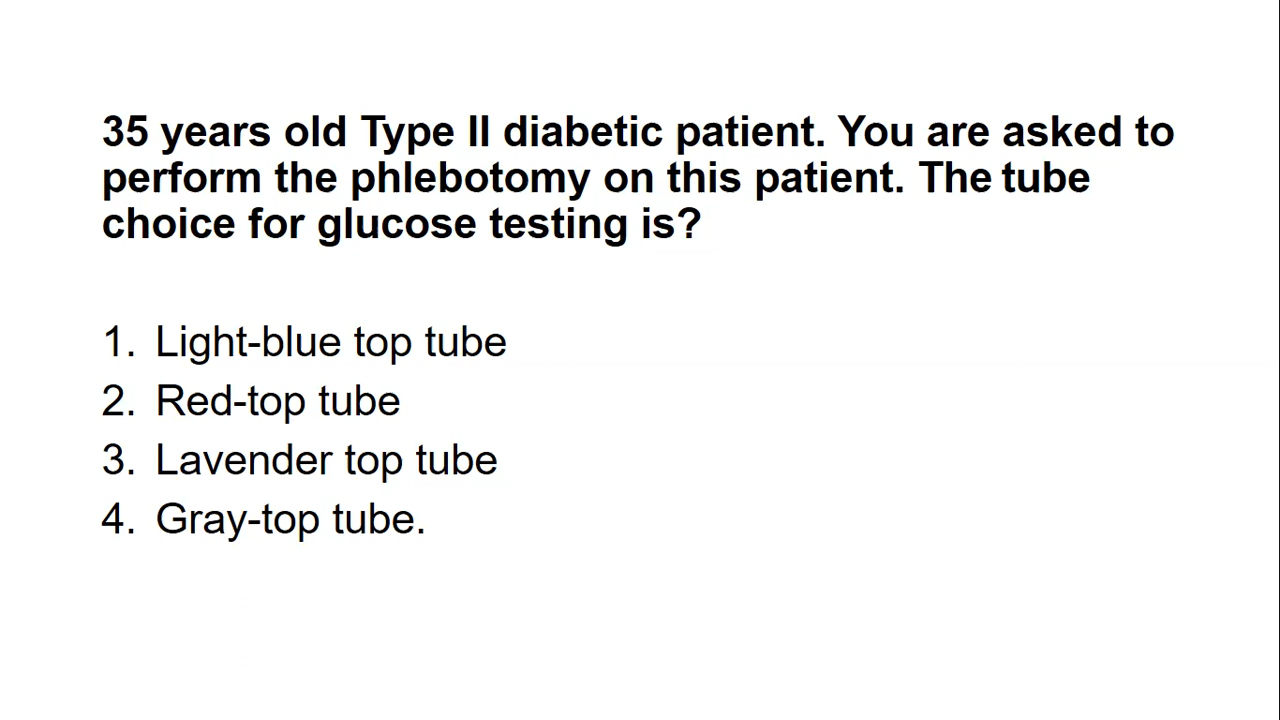 35 years old Type II diabetic patient. You are asked to
perform the phlebotomy on this patient. The tube
choice for glucose testing is?
1. Light-blue top tube
2. Red-top tube
3. Lavender top tube
4. Gray-top tube.